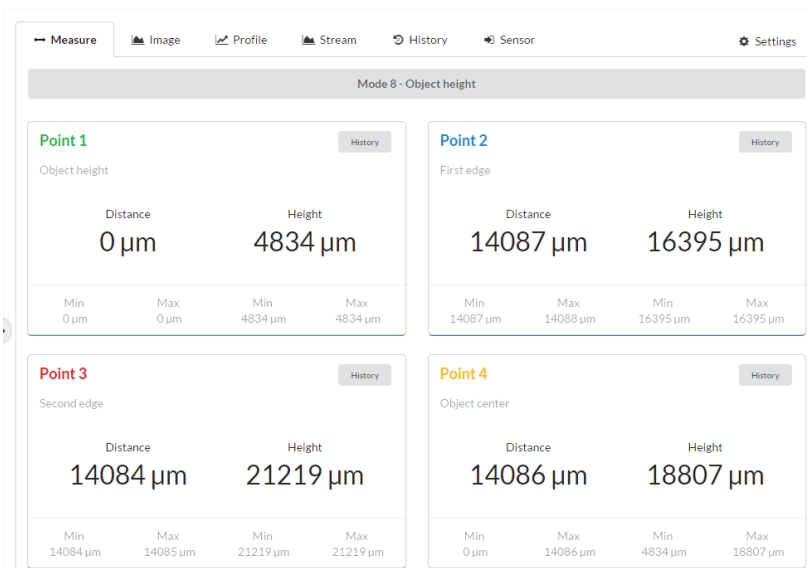 Measure Image Profile Stream History Sensor Settings
Mode 8 - Object height
Point 1 History
Object height
Distance Height
0 µm 4834 µm
Min Max Min Max
0 µm 0 µm 4834 µm 4834 µm
Point 2 History
First edge
Distance Height
14087 µm 16395 µm
Min Max Min Max
14087 µm 14088 µm 16395 µm 16395 µm
Point 3 History
Second edge
Distance Height
14084 µm 21219 µm
Min Max Min Max
14084 µm 14085 µm 21219 µm 21219 µm
Point 4 History
Object center
Distance Height
14086 µm 18807 µm
Min Max Min Max
0 µm 14086 µm 4834 µm 18807 µm